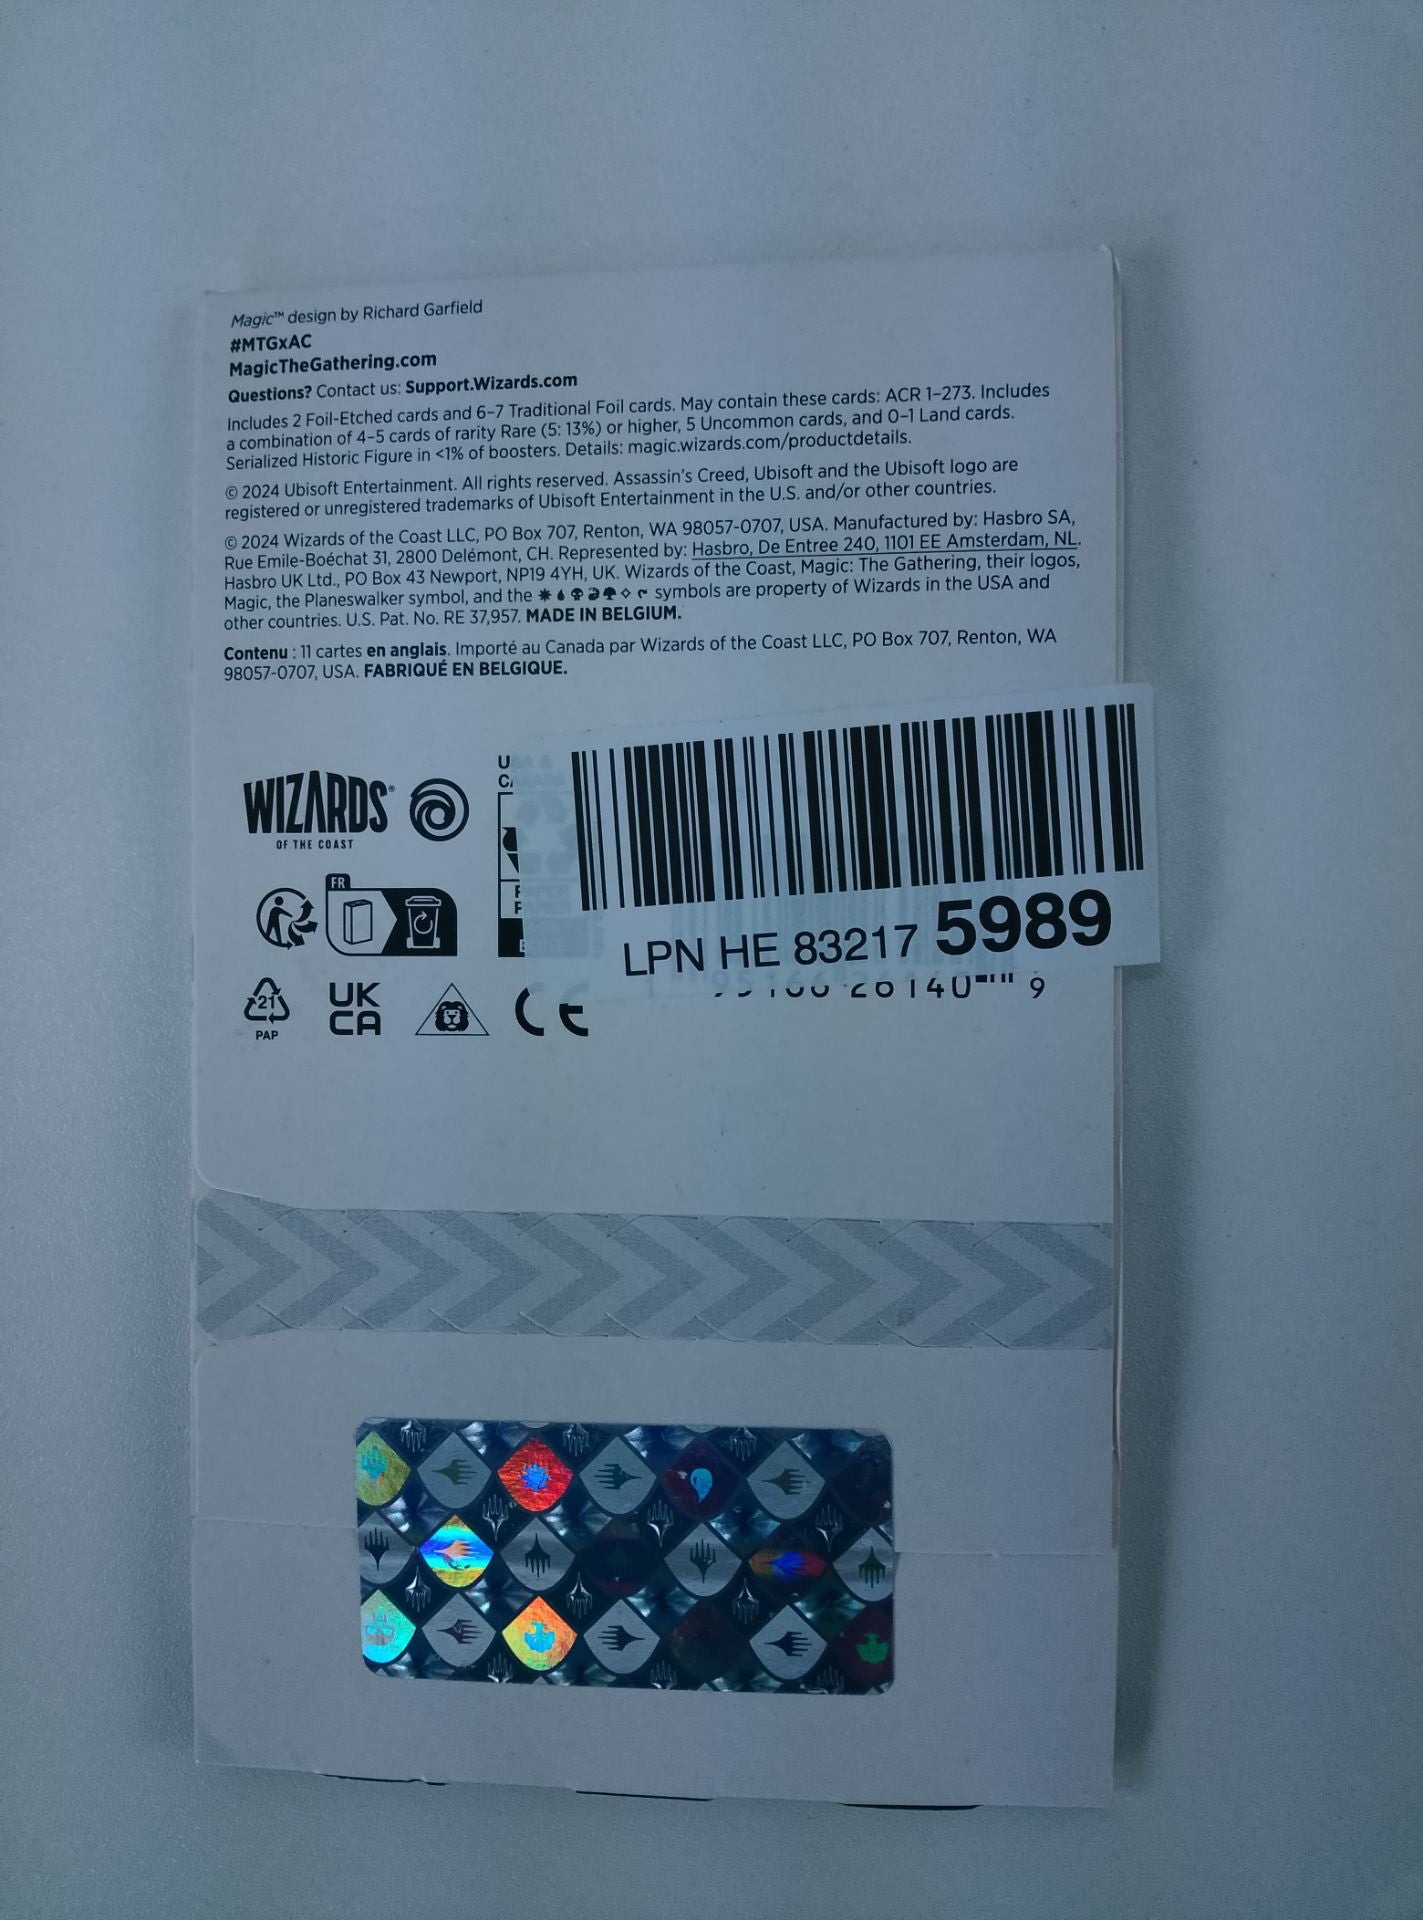 Magic™ design by Richard Garfield
#MTGxAC
MagicTheGathering.com
Questions? Contact us: Support.Wizards.com
Includes 2 Foil-Etched cards and 6–7 Traditional Foil cards. May contain these cards: ACR 1–273. Includes
a combination of 4–5 cards of rarity Rare (5: 13%) or higher, 5 Uncommon cards, and 0–1 Land cards.
Serialized Historic Figure in <1% of boosters. Details: magic.wizards.com/productdetails.
© 2024 Ubisoft Entertainment. All rights reserved. Assassin's Creed, Ubisoft and the Ubisoft logo are
registered or unregistered trademarks of Ubisoft Entertainment in the U.S. and/or other countries.
© 2024 Wizards of the Coast LLC, PO Box 707, Renton, WA 98057-0707, USA. Manufactured by: Hasbro SA,
Rue Emile-Boéchat 31, 2800 Delémont, CH. Represented by: Hasbro, De Entree 240, 1101 EE Amsterdam, NL.
Hasbro UK Ltd., PO Box 43 Newport, NP19 4YH, UK. Wizards of the Coast, Magic: The Gathering, their logos,
Magic, the Planeswalker symbol, and the symbols are property of Wizards in the USA and
other countries. U.S. Pat. No. RE 37,957. MADE IN BELGIUM.
Contenu : 11 cartes en anglais. Importé au Canada par Wizards of the Coast LLC, PO Box 707, Renton, WA
98057-0707, USA. FABRIQUÉ EN BELGIQUE.
USA &
CANADA
WIZARDS®
OF THE COAST
FR
LPN HE 83217 5989
26140 9
21
PAP
UK
CA
CE